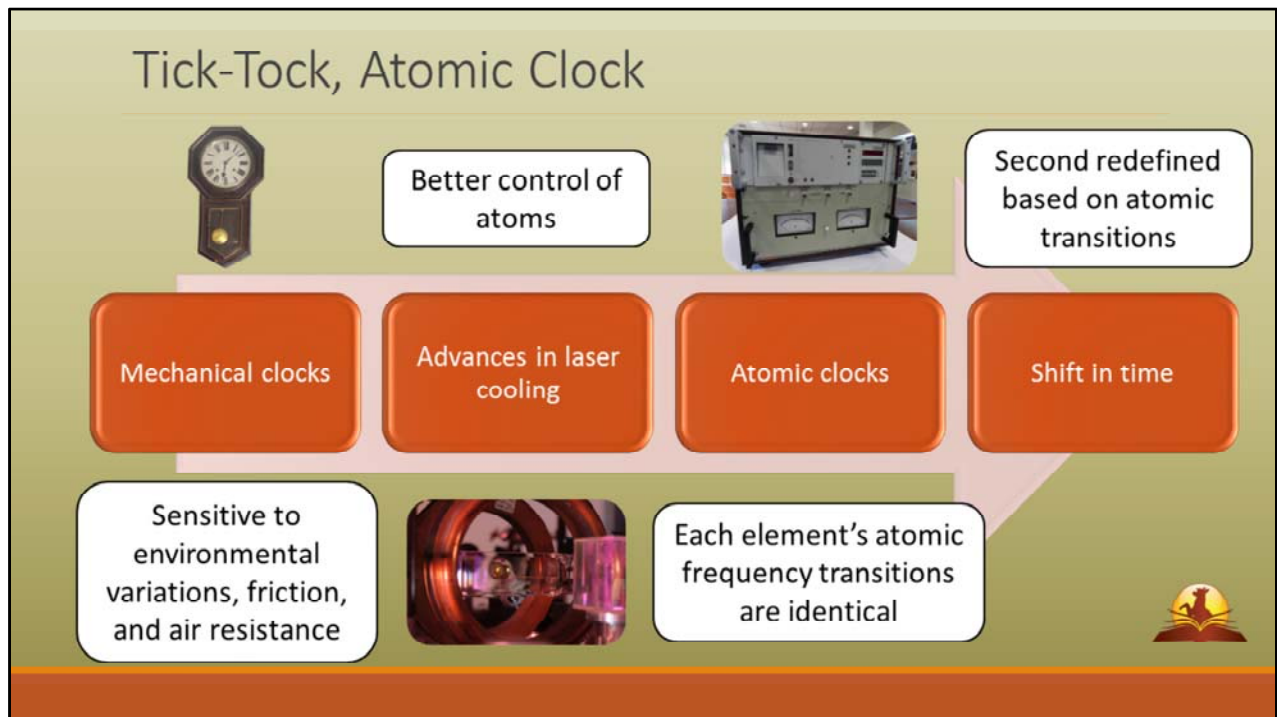 Tick-Tock, Atomic Clock
Better control of
atoms
Second redefined
based on atomic
transitions
Mechanical clocks
Advances in laser
cooling
Atomic clocks
Shift in time
Sensitive to
environmental
variations, friction,
and air resistance
Each element’s atomic
frequency transitions
are identical